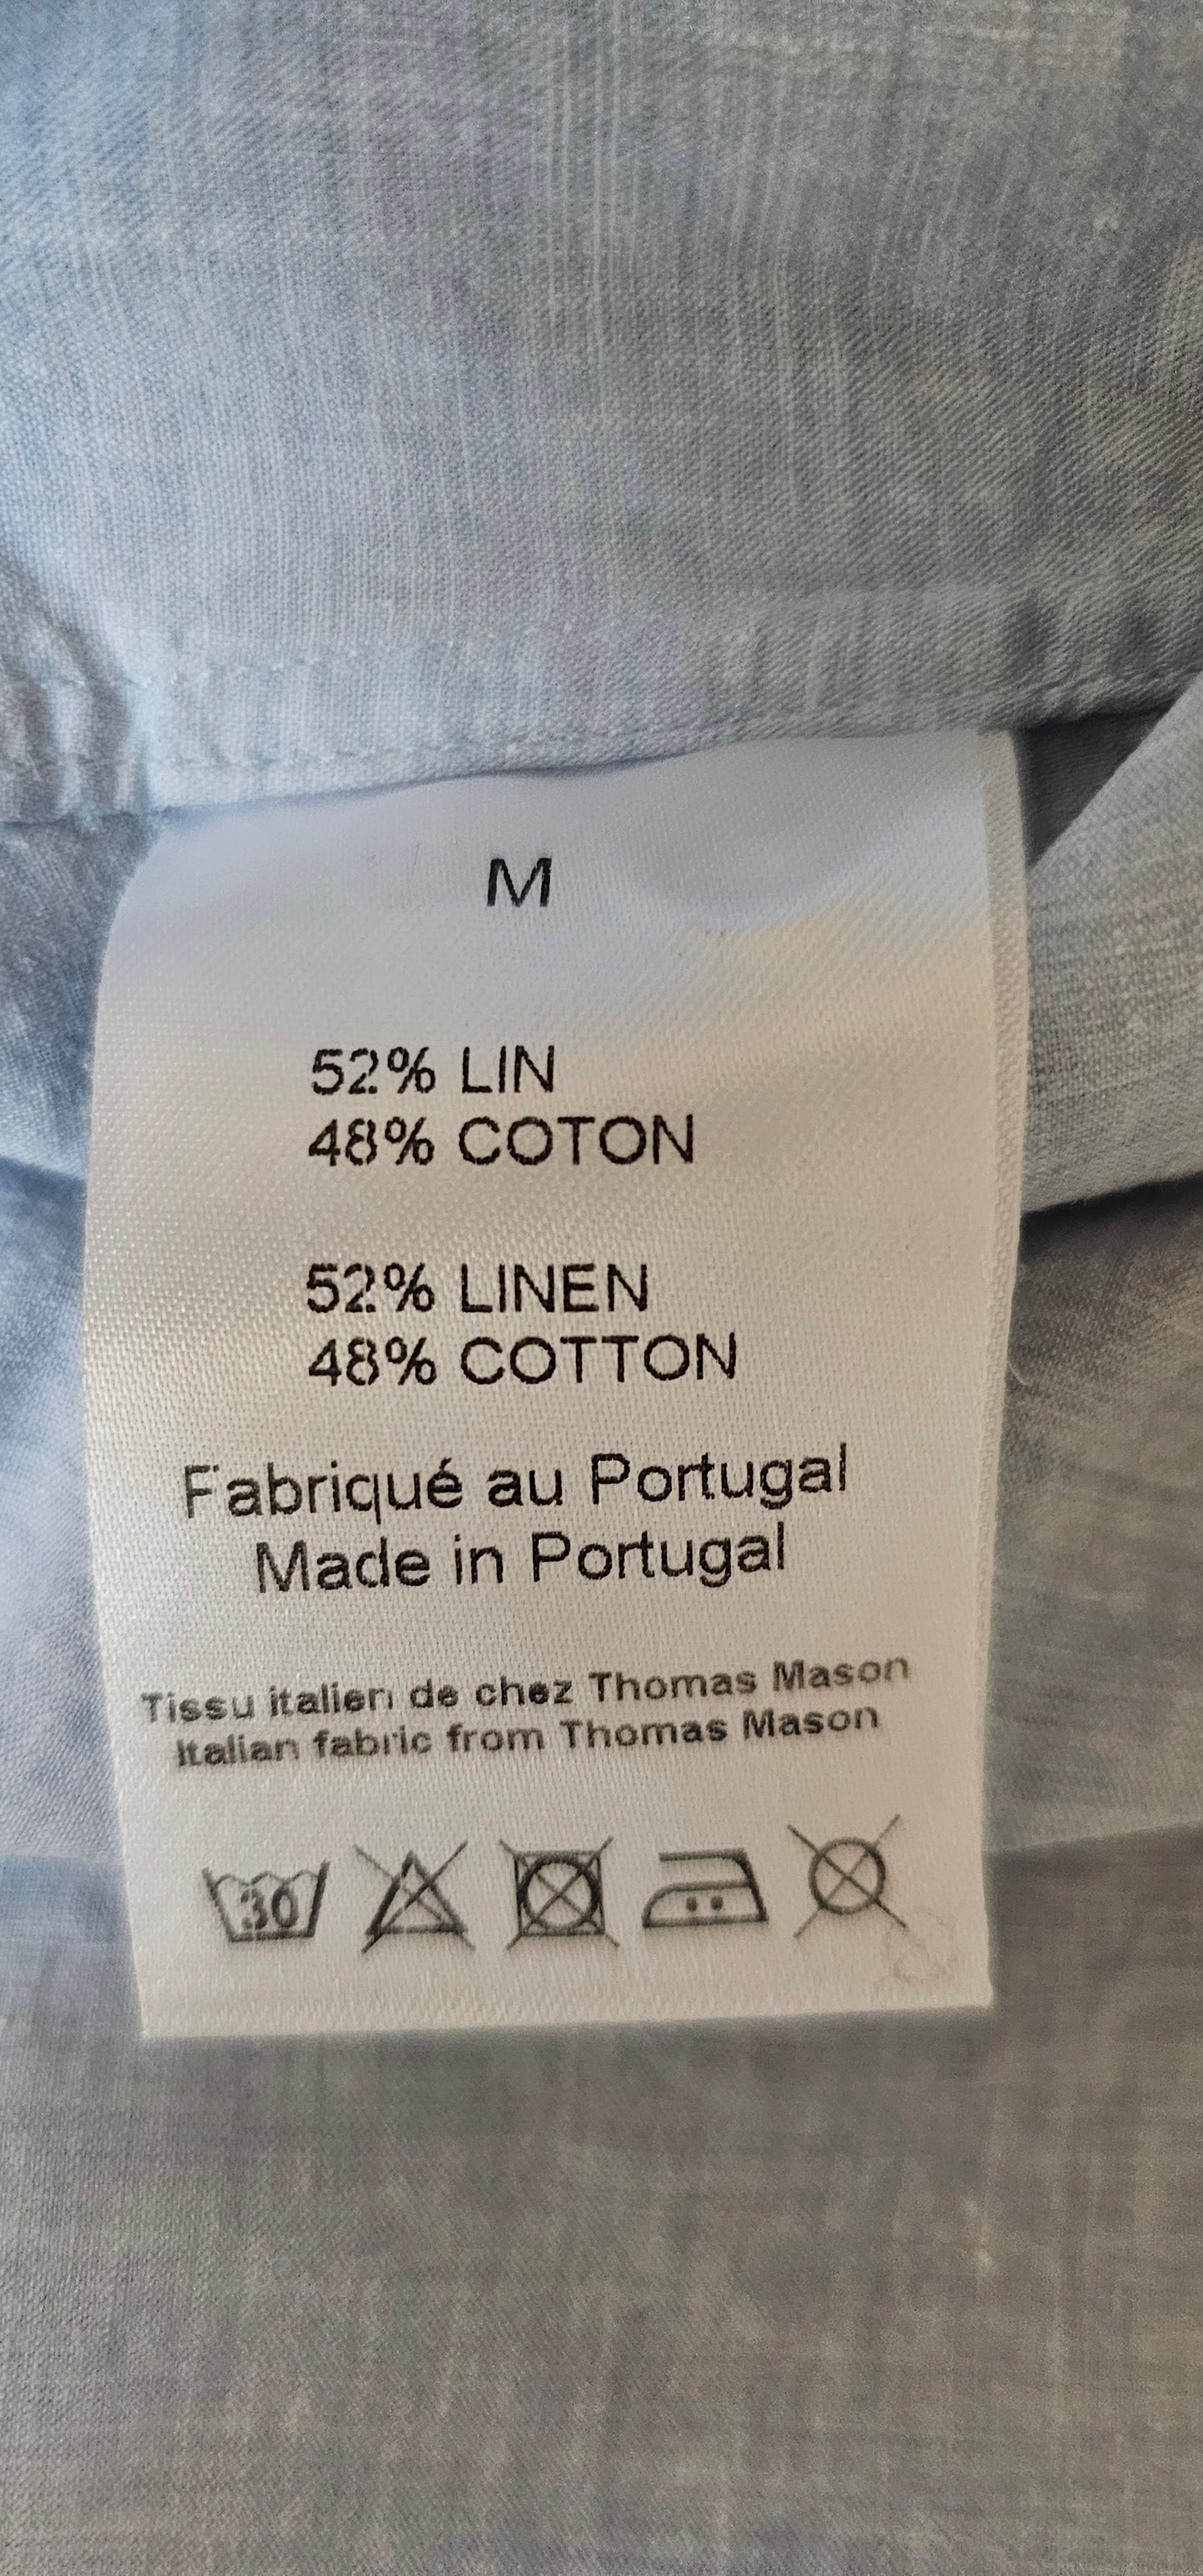 M
52% LIN
48% COTON
52% LINEN
48% COTTON
Fabriqué au Portugal
Made in Portugal
Tissu italien de chez Thomas Mason
Italian fabric from Thomas Mason
30